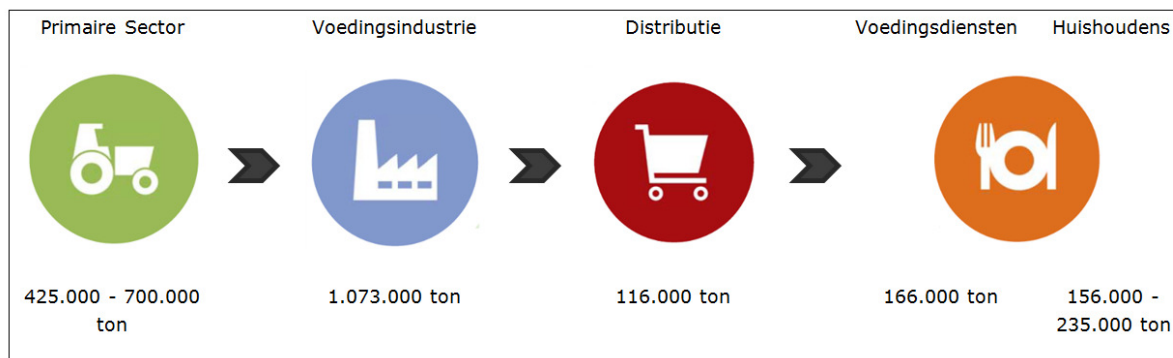 Primaire Sector
Voedingsindustrie
Distributie
Voedingsdiensten
Huishoudens
425.000 - 700.000
ton
1.073.000 ton
116.000 ton
166.000 ton
156.000 -
235.000 ton